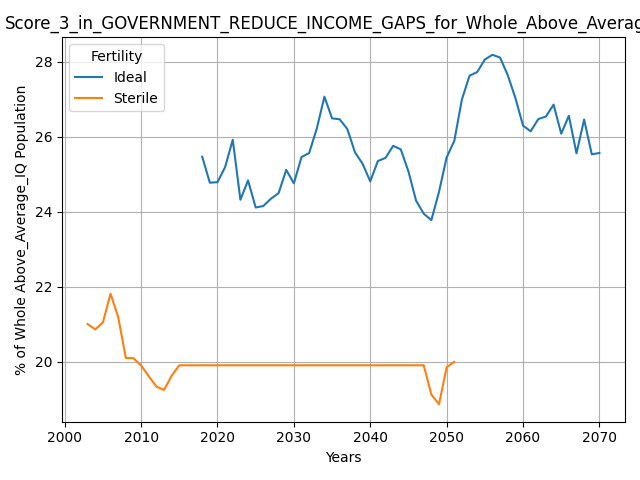 Score_3_in_GOVERNMENT_REDUCE_INCOME_GAPS_for_Whole_Above_Averag
Fertility
Ideal
Sterile
% of Whole Above_Average_IQ Population
28
26
24
22
20
2000 2010 2020 2030 2040 2050 2060 2070
Years